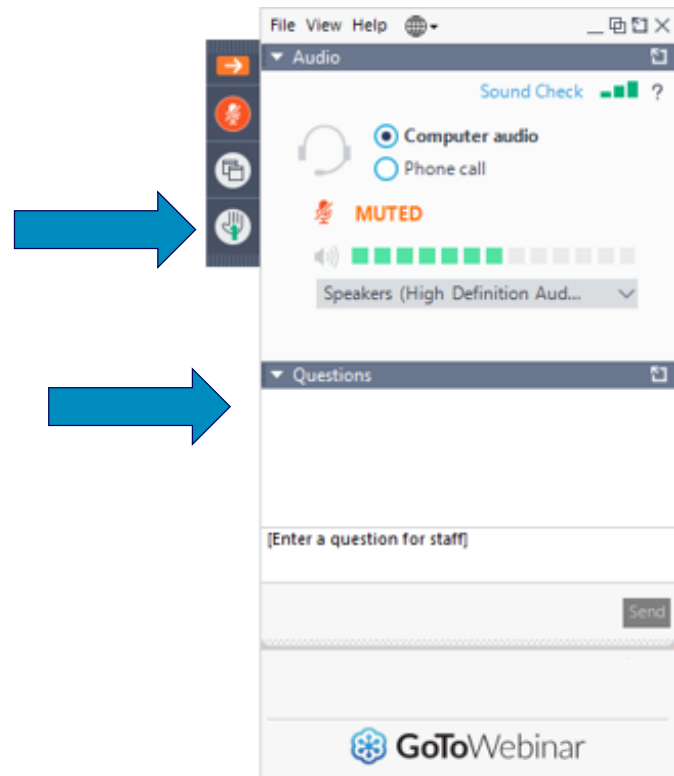 File View Help
Audio
Sound Check ?
Computer audio
Phone call
MUTED
Speakers (High Definition Aud...
Questions
[Enter a question for staff]
Send
GoToWebinar